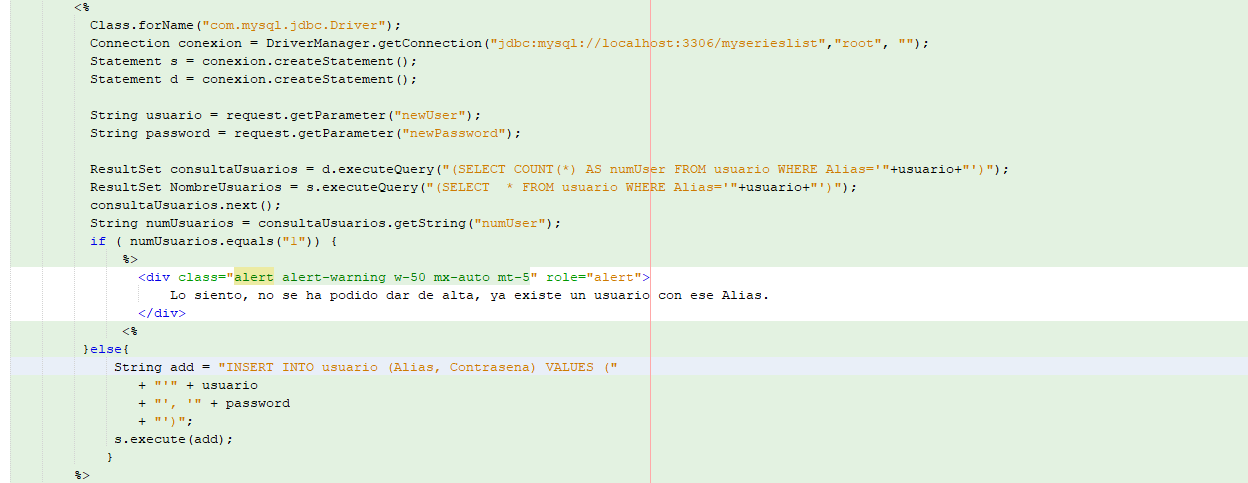 <%
Class.forName("com.mysql.jdbc.Driver");
Connection conexion = DriverManager.getConnection("jdbc:mysql://localhost:3306/myserieslist","root", "");
Statement s = conexion.createStatement();
Statement d = conexion.createStatement();
String usuario = request.getParameter("newUser");
String password = request.getParameter("newPassword");
ResultSet consultaUsuarios = d.executeQuery("(SELECT COUNT(*) AS numUser FROM usuario WHERE Alias='"+usuario+"')");
ResultSet NombreUsuarios = s.executeQuery("(SELECT  * FROM usuario WHERE Alias='"+usuario+"')");
consultaUsuarios.next();
String numUsuarios = consultaUsuarios.getString("numUser");
if ( numUsuarios.equals("1")) {
%>
<div class="alert alert-warning w-50 mx-auto mt-5" role="alert">
Lo siento, no se ha podido dar de alta, ya existe un usuario con ese Alias.
</div>
<%
}else{
String add = "INSERT INTO usuario (Alias, Contrasena) VALUES ("
+ "'" + usuario
+ "', '" + password
+ "')";
s.execute(add);
}
%>